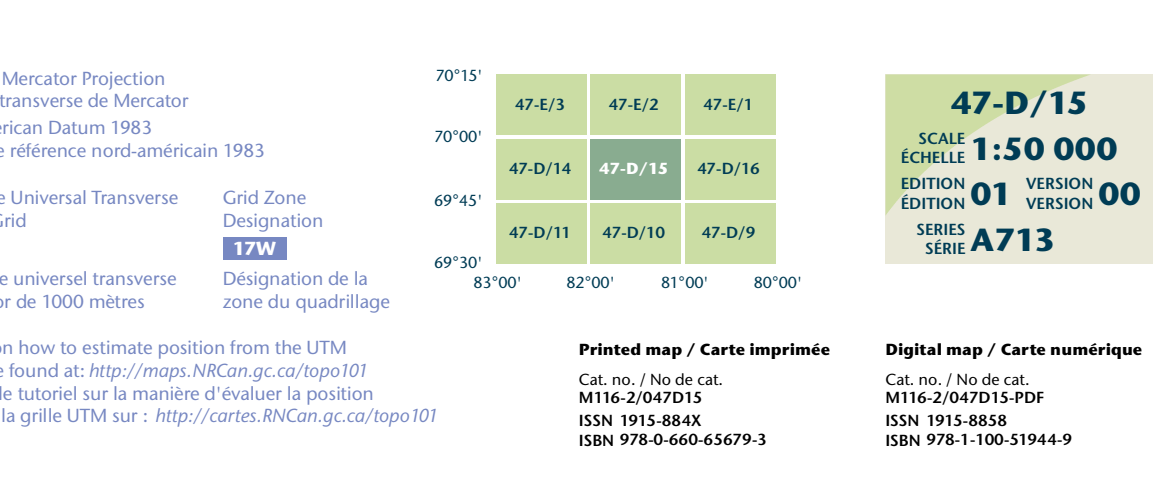 Mercator Projection
transverse de Mercator
erican Datum 1983
e référence nord-américain 1983
e Universal Transverse
Grid
Grid Zone
Designation
17W
e universel transverse
or de 1000 mètres
Désignation de la
zone du quadrillage
on how to estimate position from the UTM
e found at: http://maps.NRCan.gc.ca/topo101
le tutoriel sur la manière d'évaluer la position
la grille UTM sur : http://cartes.RNCan.gc.ca/topo101
70°15'
47-E/3 47-E/2 47-E/1
70°00'
47-D/14 47-D/15 47-D/16
69°45'
47-D/11 47-D/10 47-D/9
69°30'
83°00' 82°00' 81°00' 80°00'
47-D/15
SCALE
ÉCHELLE 1:50 000
EDITION
ÉDITION 01
VERSION
VERSION 00
SERIES
SÉRIE A713
Printed map / Carte imprimée
Cat. no. / No de cat.
M116-2/047D15
ISSN 1915-884X
ISBN 978-0-660-65679-3
Digital map / Carte numérique
Cat. no. / No de cat.
M116-2/047D15-PDF
ISSN 1915-8858
ISBN 978-1-100-51944-9